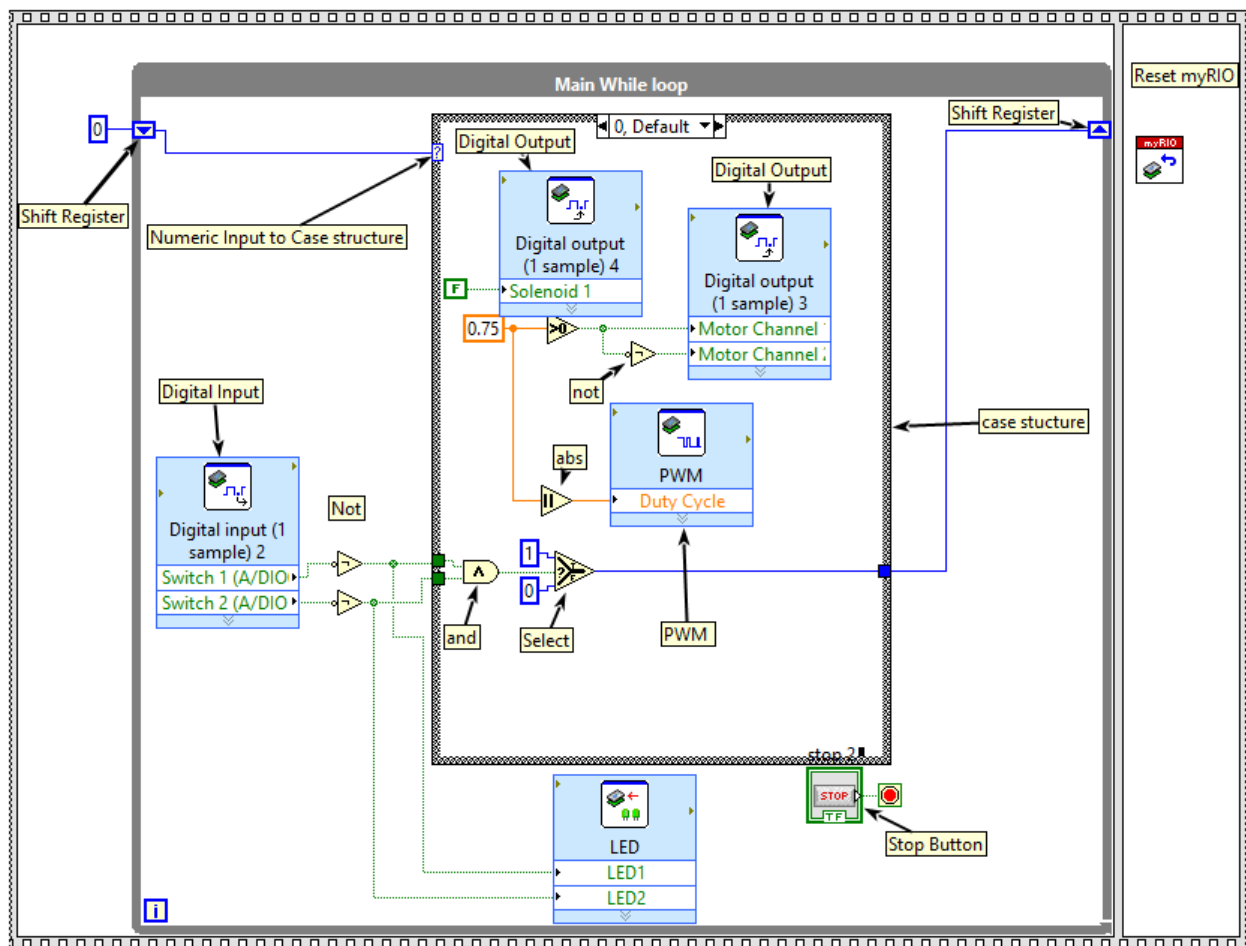 Main While loop
Reset myRIO
myRIO
Shift Register
0
0, Default
?
Digital Output
Digital Output
Shift Register
Numeric Input to Case structure
Digital output
(1 sample) 4
Solenoid 1
F
Digital output
(1 sample) 3
Motor Channel
Motor Channel
0.75
>0
not
Digital Input
case stucture
abs
PWM
Duty Cycle
Digital input (1
sample) 2
Switch 1 (A/DIO
Switch 2 (A/DIO
Not
1
0
?
T
F
and
Select
PWM
stop 2
STOP
TF
Stop Button
LED
LED1
LED2
i